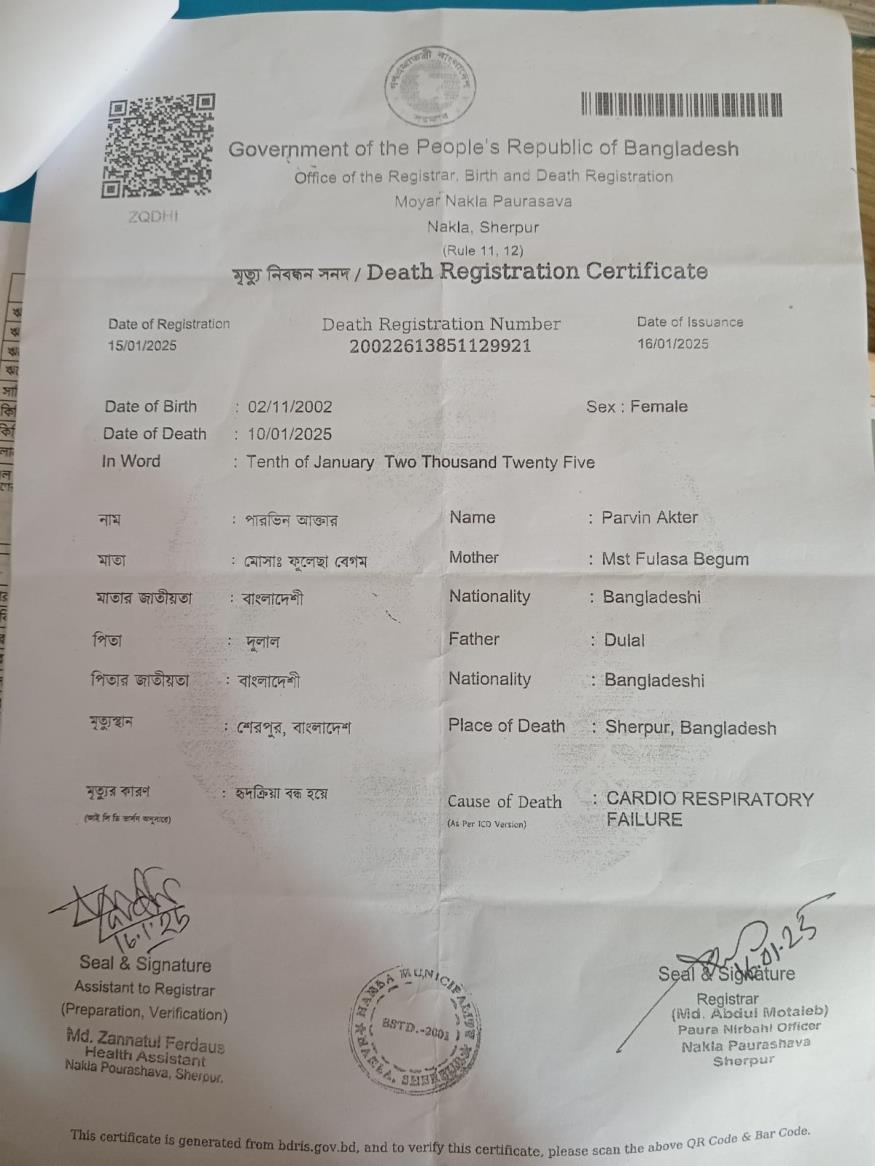 ZQDHI
Government of the People's Republic of Bangladesh
Office of the Registrar, Birth and Death Registration
Moyar Nakla Paurasava
Nakla, Sherpur
(Rule 11, 12)
মৃত্যু নিবন্ধন সনদ / Death Registration Certificate
Date of Registration Death Registration Number Date of Issuance
15/01/2025 20022613851129921 16/01/2025
Date of Birth : 02/11/2002 Sex : Female
Date of Death : 10/01/2025
In Word : Tenth of January Two Thousand Twenty Five
নাম : পারভিন আক্তার Name : Parvin Akter
মাতা : মোসাঃ ফুলেছা বেগম Mother : Mst Fulasa Begum
মাতার জাতীয়তা : বাংলাদেশী Nationality : Bangladeshi
পিতা : দুলাল Father : Dulal
পিতার জাতীয়তা : বাংলাদেশী Nationality : Bangladeshi
মৃত্যুস্থান : শেরপুর, বাংলাদেশ Place of Death : Sherpur, Bangladesh
মৃত্যুর কারণ : হৃদক্রিয়া বন্ধ হয়ে Cause of Death : CARDIO RESPIRATORY
(As Per ICD Version) FAILURE
16.1.25
16.01.25
Seal & Signature
Assistant to Registrar
(Preparation, Verification)
Md. Zannatul Ferdaus
Health Assistant
Nakla Pourashava, Sherpur.
BSTD.-2001
Seal & Signature
Registrar
(Md. Abdul Motaleb)
Paura Nirbahi Officer
Nakla Paurashava
Sherpur
This certificate is generated from bdris.gov.bd, and to verify this certificate, please scan the above QR Code & Bar Code.